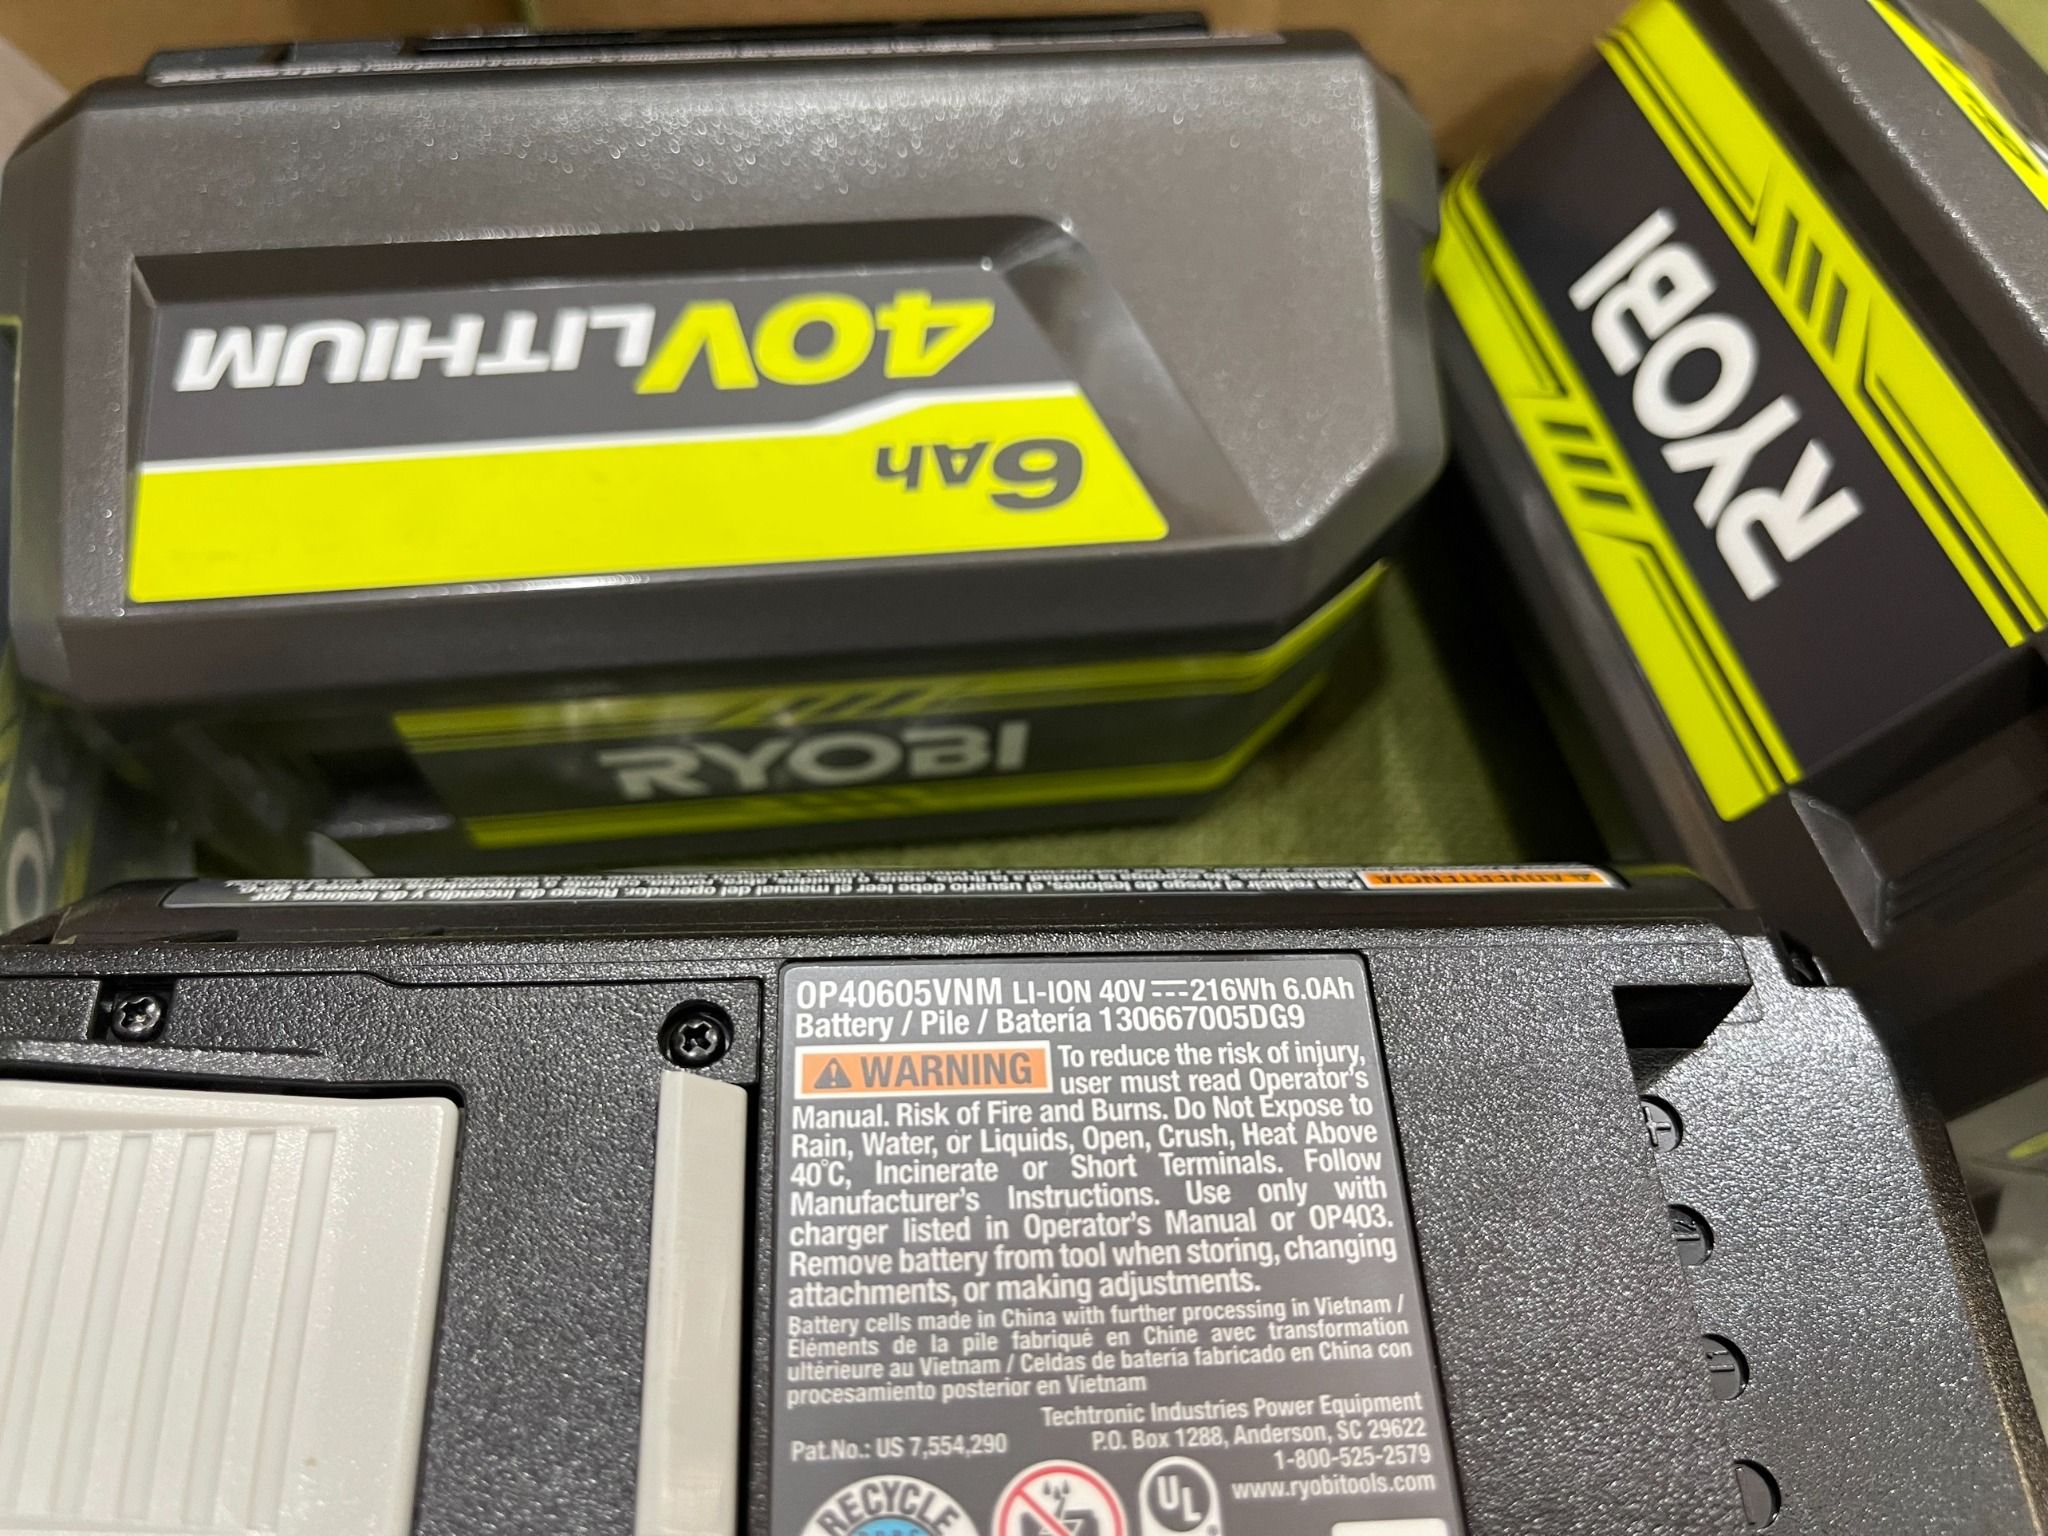 40V LITHIUM
6Ah
RYOBI
RYOBI
ADVERTENCIA
OP40605VNM LI-ION 40V 216Wh 6.0Ah
Battery / Pile / Batería 130667005DG9
WARNING To reduce the risk of injury,
user must read Operator's
Manual. Risk of Fire and Burns. Do Not Expose to
Rain, Water, or Liquids, Open, Crush, Heat Above
40°C, Incinerate or Short Terminals. Follow
Manufacturer's Instructions. Use only with
charger listed in Operator's Manual or OP403.
Remove battery from tool when storing, changing
attachments, or making adjustments.
Battery cells made in China with further processing in Vietnam /
Éléments de la pile fabriqué en Chine avec transformation
ultérieure au Vietnam / Celdas de batería fabricado en China con
procesamiento posterior en Vietnam
Techtronic Industries Power Equipment
Pat.No.: US 7,554,290 P.O. Box 1288, Anderson, SC 29622
1-800-525-2579
www.ryobitools.com
RECYCLE
UL